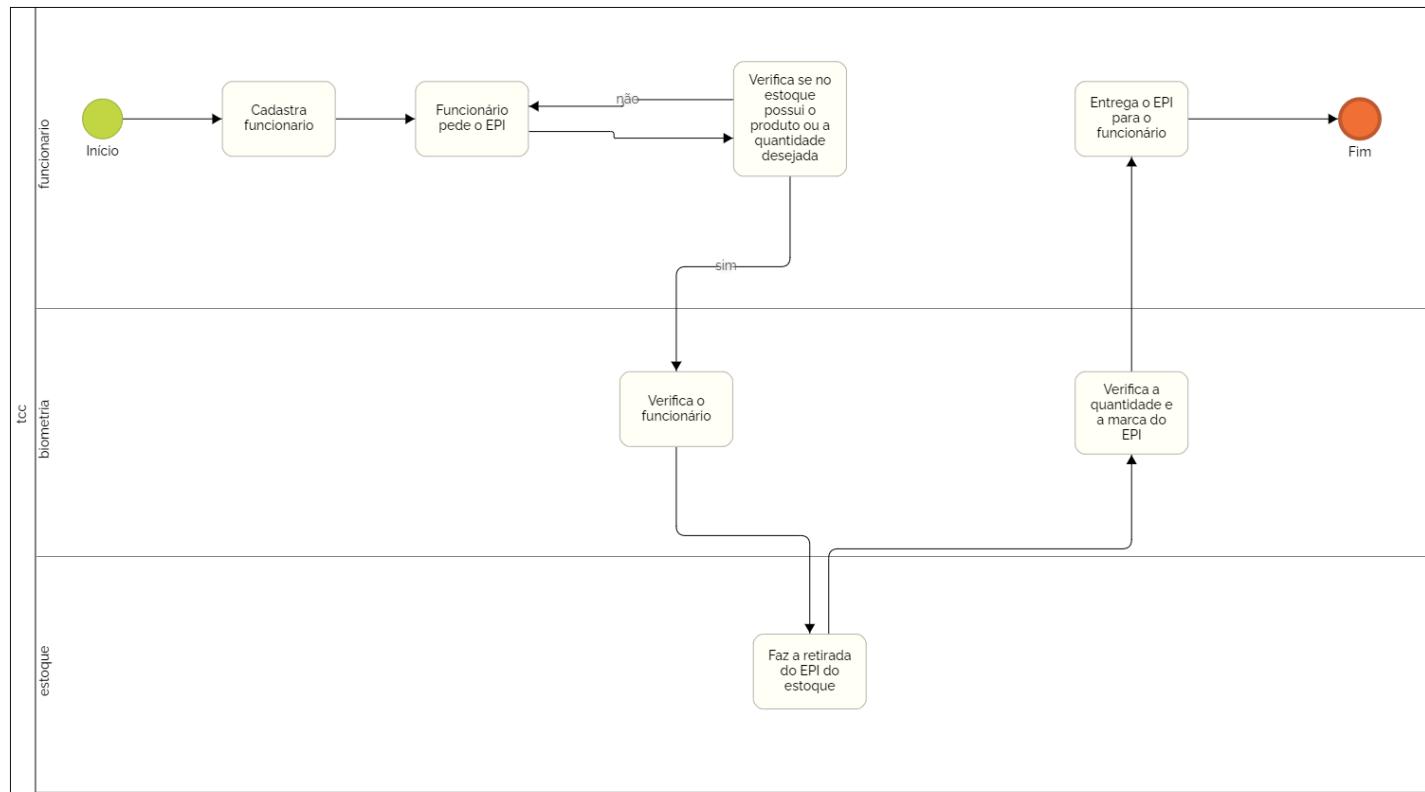 tcc
funcionario
Início
Cadastra
funcionario
Funcionário
pede o EPI
não
Verifica se no
estoque
possui o
produto ou a
quantidade
desejada
sim
Entrega o EPI
para o
funcionário
Fim
biometria
Verifica o
funcionário
Verifica a
quantidade e
a marca do
EPI
estoque
Faz a retirada
do EPI do
estoque